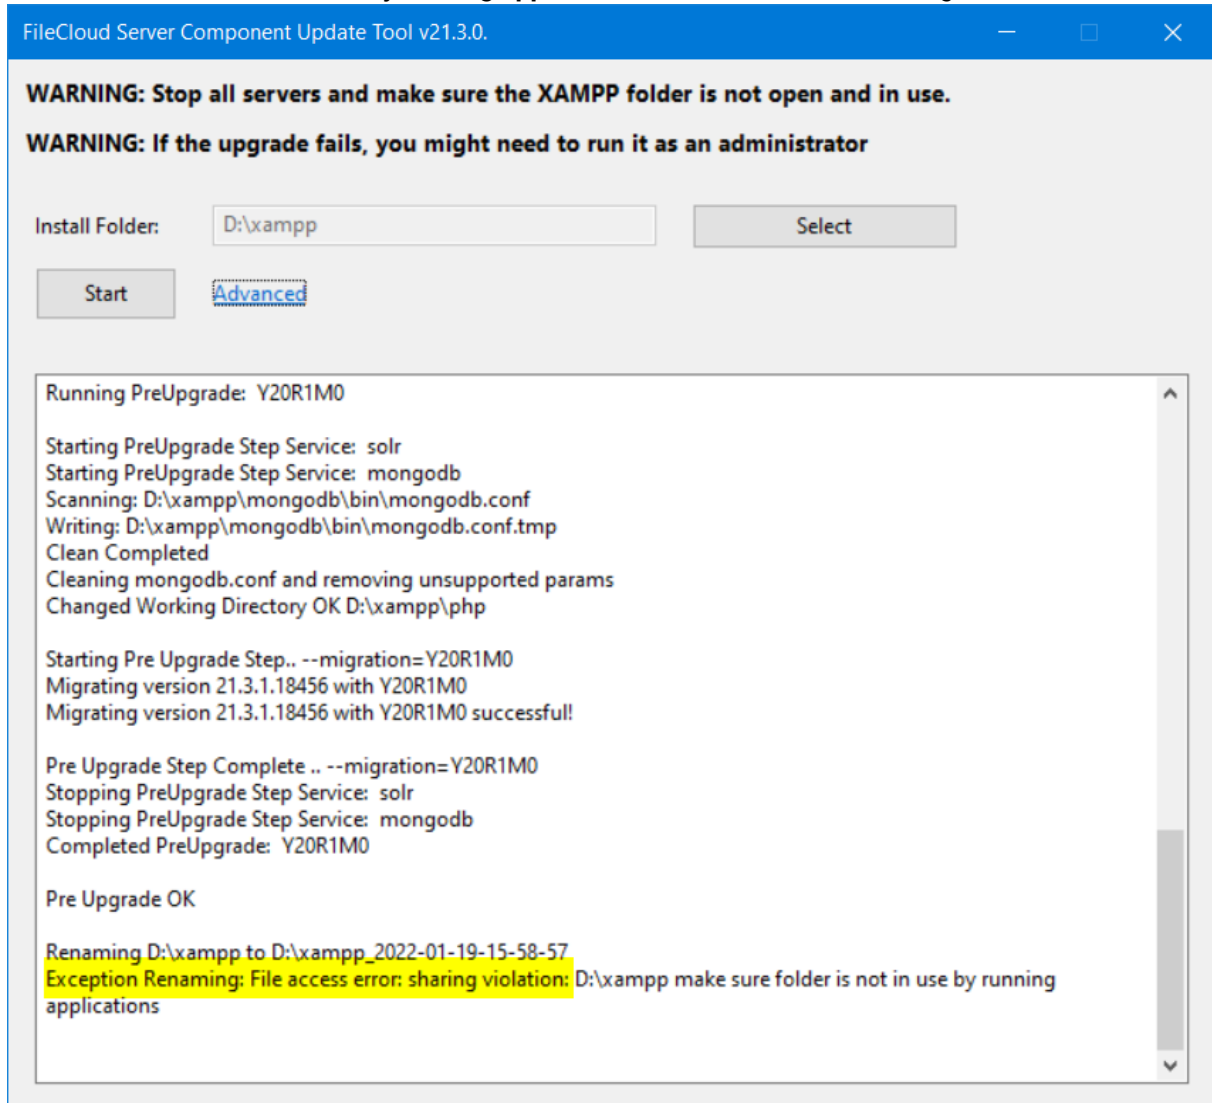 FileCloud Server Component Update Tool v21.3.0.
WARNING: Stop all servers and make sure the XAMPP folder is not open and in use.
WARNING: If the upgrade fails, you might need to run it as an administrator
Install Folder: D:\xampp Select
Start Advanced
Running PreUpgrade: Y20R1M0
Starting PreUpgrade Step Service: solr
Starting PreUpgrade Step Service: mongodb
Scanning: D:\xampp\mongodb\bin\mongodb.conf
Writing: D:\xampp\mongodb\bin\mongodb.conf.tmp
Clean Completed
Cleaning mongodb.conf and removing unsupported params
Changed Working Directory OK D:\xampp\php
Starting Pre Upgrade Step.. --migration=Y20R1M0
Migrating version 21.3.1.18456 with Y20R1M0
Migrating version 21.3.1.18456 with Y20R1M0 successful!
Pre Upgrade Step Complete .. --migration=Y20R1M0
Stopping PreUpgrade Step Service: solr
Stopping PreUpgrade Step Service: mongodb
Completed PreUpgrade: Y20R1M0
Pre Upgrade OK
Renaming D:\xampp to D:\xampp_2022-01-19-15-58-57
Exception Renaming: File access error: sharing violation: D:\xampp make sure folder is not in use by running
applications